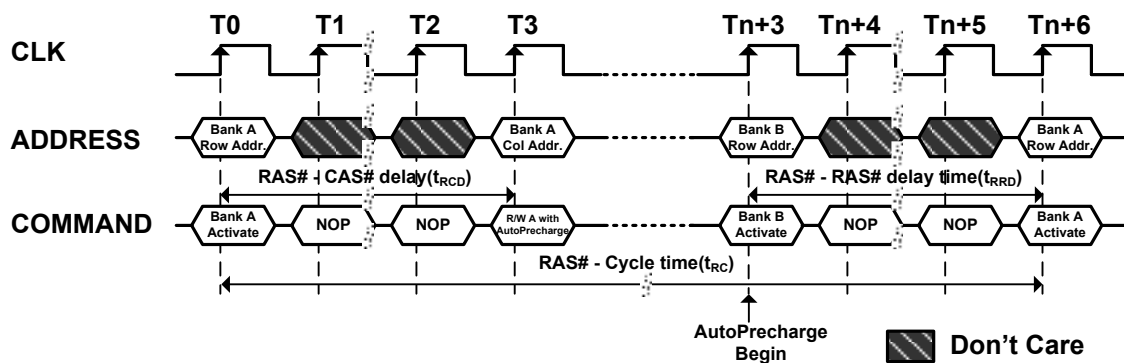 T0 T1 T2 T3 Tn+3 Tn+4 Tn+5 Tn+6
CLK
ADDRESS
Bank A
Row Addr.
Bank A
Col Addr.
Bank B
Row Addr.
Bank A
Row Addr.
RAS# - CAS# delay(tRCD)
RAS# - RAS# delay time(tRRD)
COMMAND
Bank A
Activate
NOP
NOP
R/W A with
AutoPrecharge
Bank B
Activate
NOP
NOP
Bank A
Activate
RAS# - Cycle time(tRC)
AutoPrecharge
Begin
Don't Care